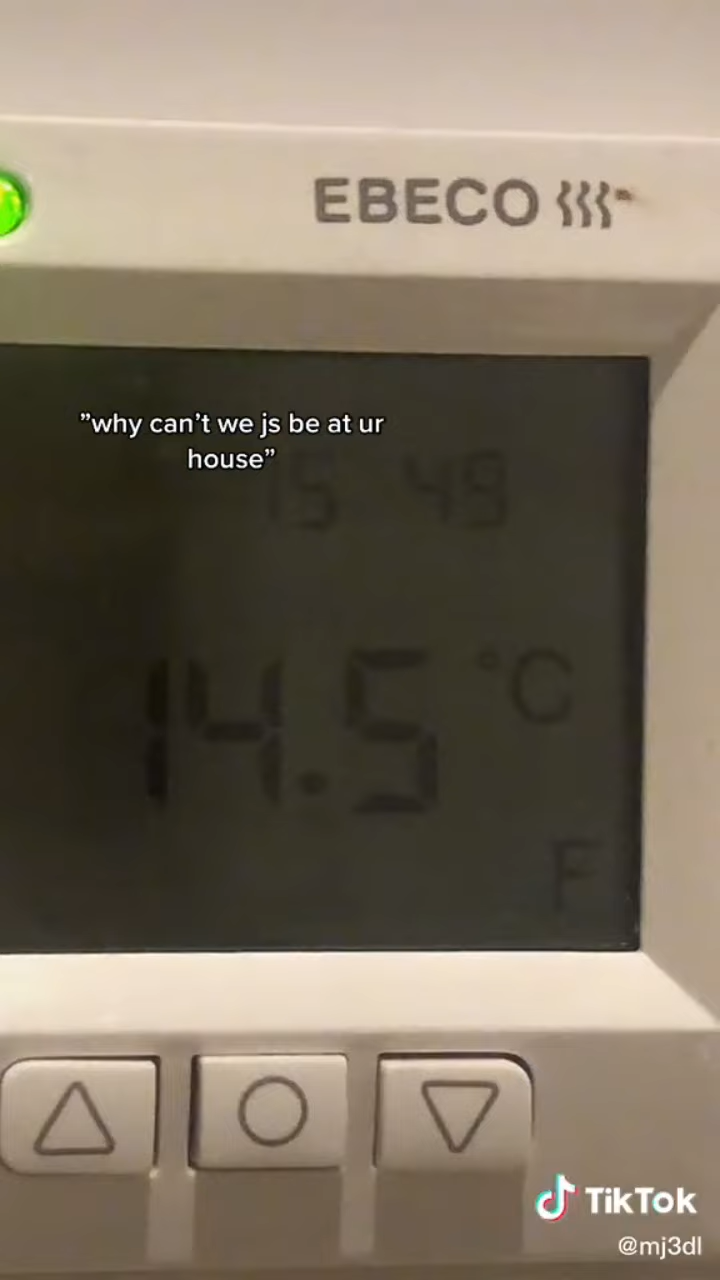 EBECO
”why can’t we js be at ur
house”
15 49
14.5 °C
F
TikTok
@mj3dl